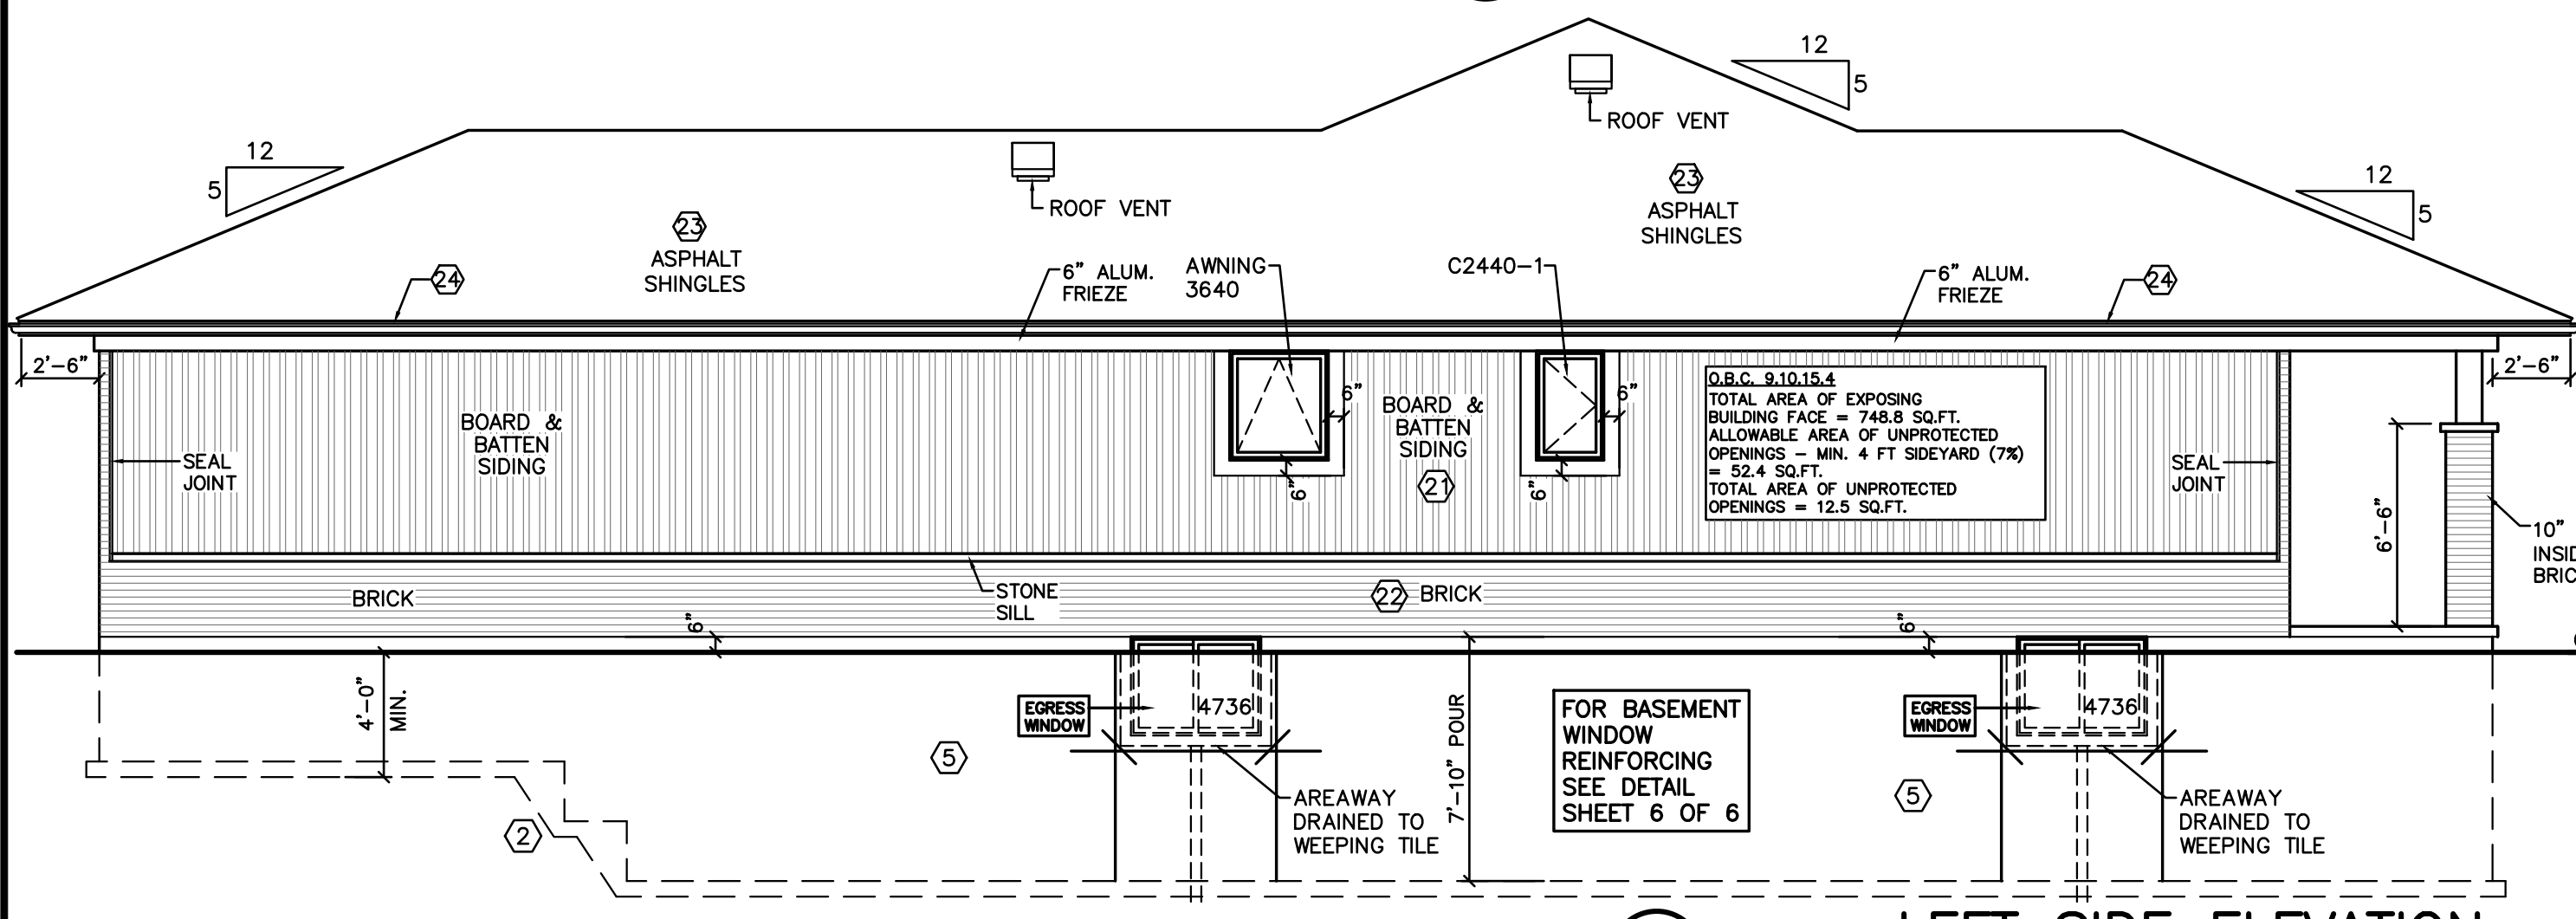 12
5
ROOF VENT
12
5
ROOF VENT
23
ASPHALT
SHINGLES
23
ASPHALT
SHINGLES
12
5
24
6" ALUM.
FRIEZE
AWNING
3640
C2440-1
6" ALUM.
FRIEZE
24
2'-6"
2'-6"
BOARD &
BATTEN
SIDING
6"
6"
BOARD &
BATTEN
SIDING
21
6"
6"
O.B.C. 9.10.15.4
TOTAL AREA OF EXPOSING
BUILDING FACE = 748.8 SQ.FT.
ALLOWABLE AREA OF UNPROTECTED
OPENINGS - MIN. 4 FT SIDEYARD (7%)
= 52.4 SQ.FT.
TOTAL AREA OF UNPROTECTED
OPENINGS = 12.5 SQ.FT.
SEAL
JOINT
SEAL
JOINT
6'-6"
10"
INSID
BRIC
BRICK
STONE
SILL
22 BRICK
6"
6"
4'-0"
MIN.
EGRESS
WINDOW
4736
7'-10" POUR
FOR BASEMENT
WINDOW
REINFORCING
SEE DETAIL
SHEET 6 OF 6
EGRESS
WINDOW
4736
5
5
2
AREAWAY
DRAINED TO
WEEPING TILE
AREAWAY
DRAINED TO
WEEPING TILE
LEFT SIDE ELEVATION